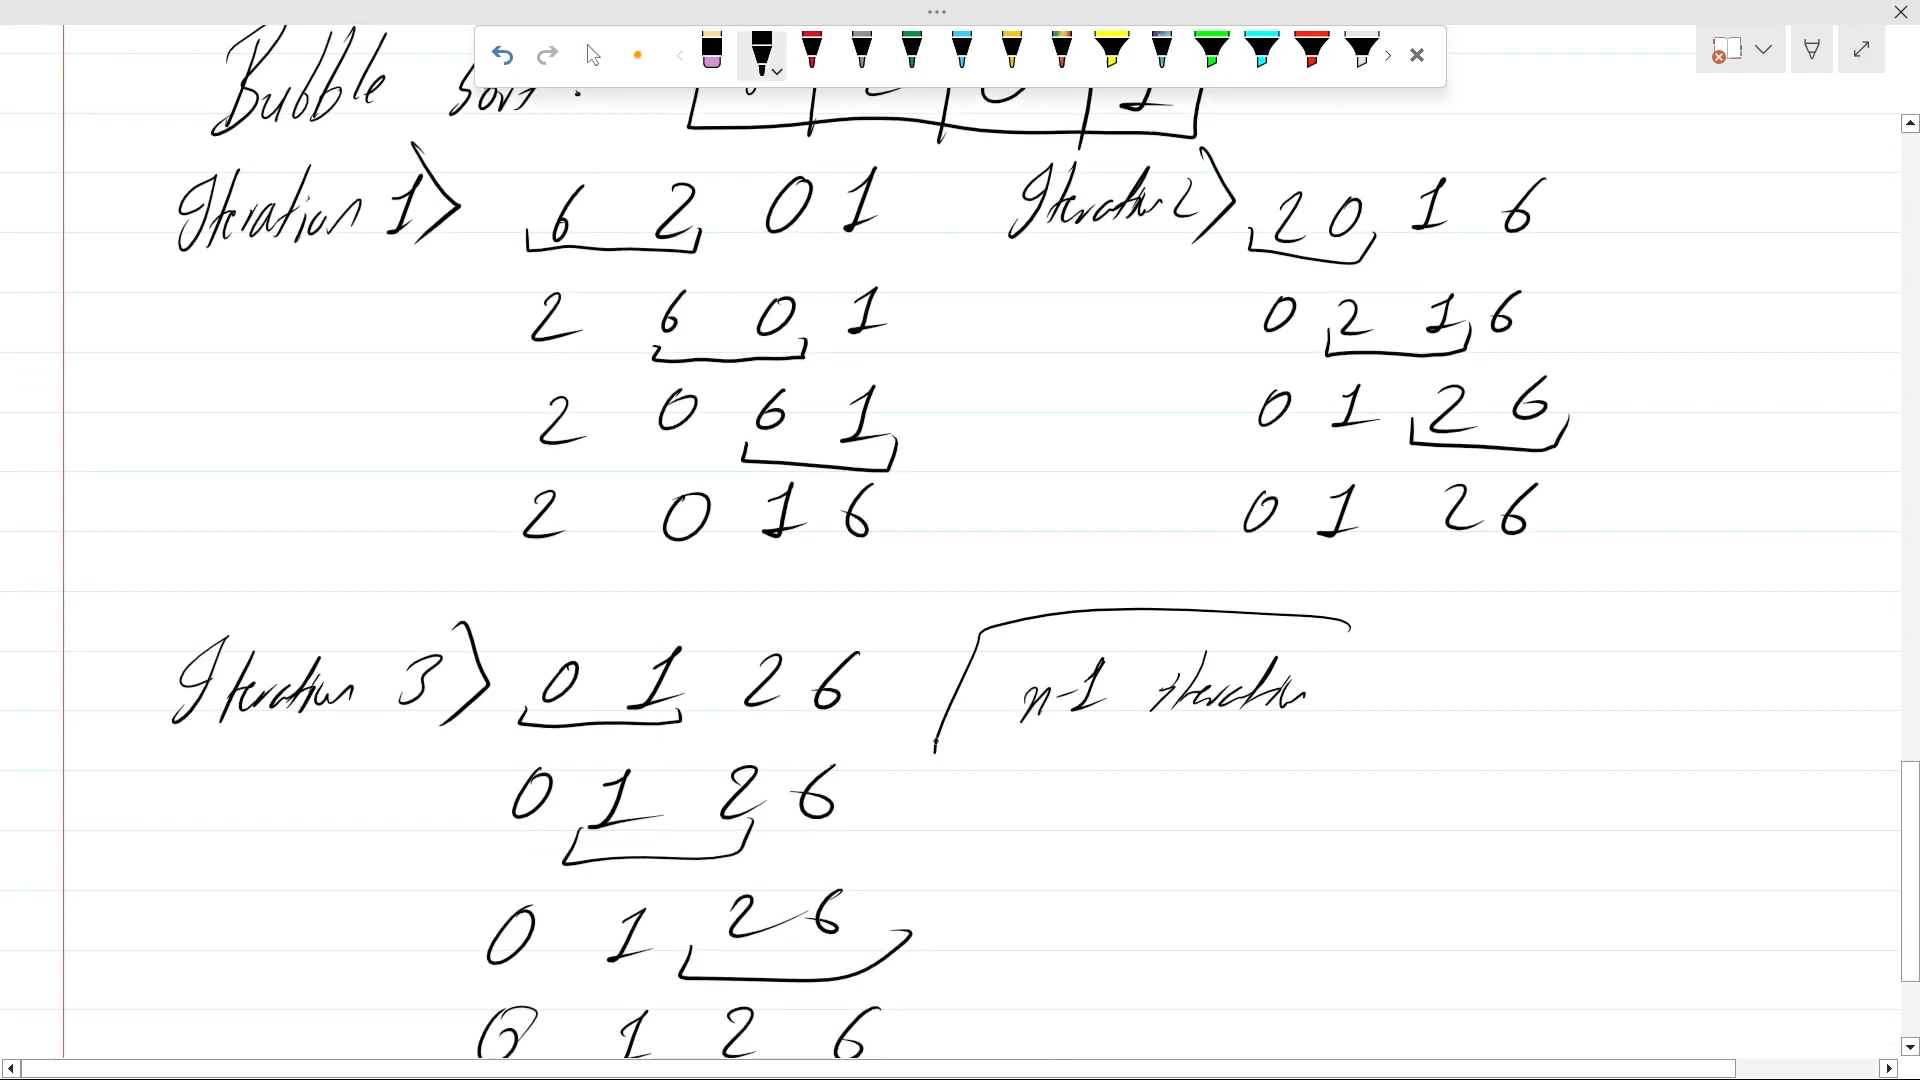 Bubble Sort :
Iteration 1) 6 2 0 1
2 6 0 1
2 0 6 1
2 0 1 6
Iteration 2) 2 0 1 6
0 2 1 6
0 1 2 6
0 1 2 6
Iteration 3) 0 1 2 6
0 1 2 6
0 1 2 6
0 1 2 6
n-1 iteration